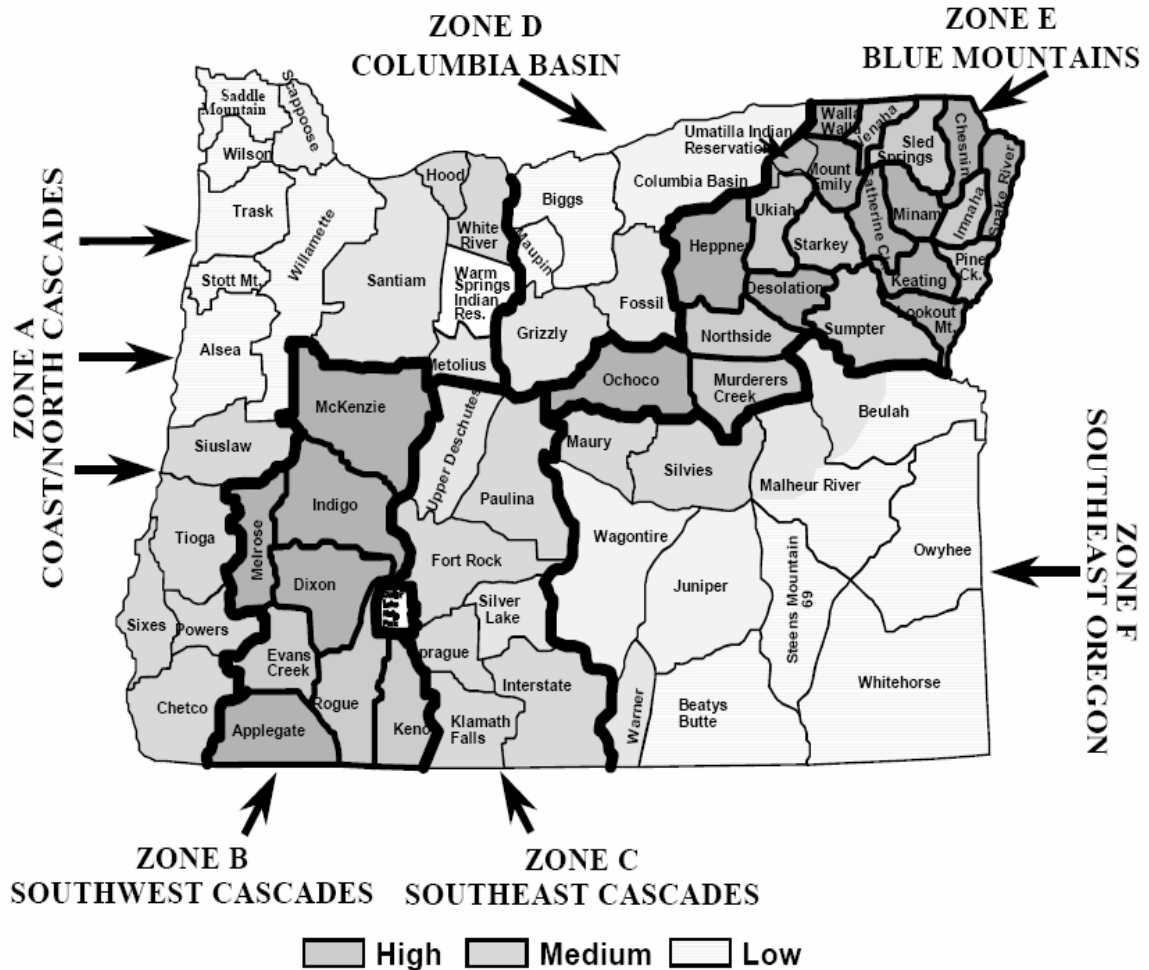 ZONE D
COLUMBIA BASIN
ZONE E
BLUE MOUNTAINS
Saddle
Mountain
Scappoose
Wilson
Trask
Willamette
Stott Mt.
Alsea
Siuslaw
Hood
White
River
Santiam
Warm
Springs
Indian
Res.
Metolius
Biggs
Maupin
Umatilla Indian
Reservation
Columbia Basin
Fossil
Grizzly
Walla
Walla
Wenaha
Sled
Springs
Chesnim
Snake River
Mount
Emily
Catherine Ck
Minam
Imnaha
Ukiah
Starkey
Heppner
Pine
Ck.
Keating
Lookout
Mt.
Desolation
Sumpter
Northside
Ochoco
Murderers
Creek
McKenzie
Upper Deschutes
Maury
Silvies
Beulah
Malheur River
Indigo
Paulina
Melrose
Tioga
Dixon
Fort Rock
Wagontire
Juniper
Steens Mountain
69
Owyhee
Silver
Lake
Sixes
Powers
Evans
Creek
Sprague
Interstate
Chetco
Rogue
Applegate
Keno
Klamath
Falls
Warner
Beatys
Butte
Whitehorse
ZONE A
COAST/NORTH CASCADES
ZONE F
SOUTHEAST OREGON
ZONE B
SOUTHWEST CASCADES
ZONE C
SOUTHEAST CASCADES
High
Medium
Low